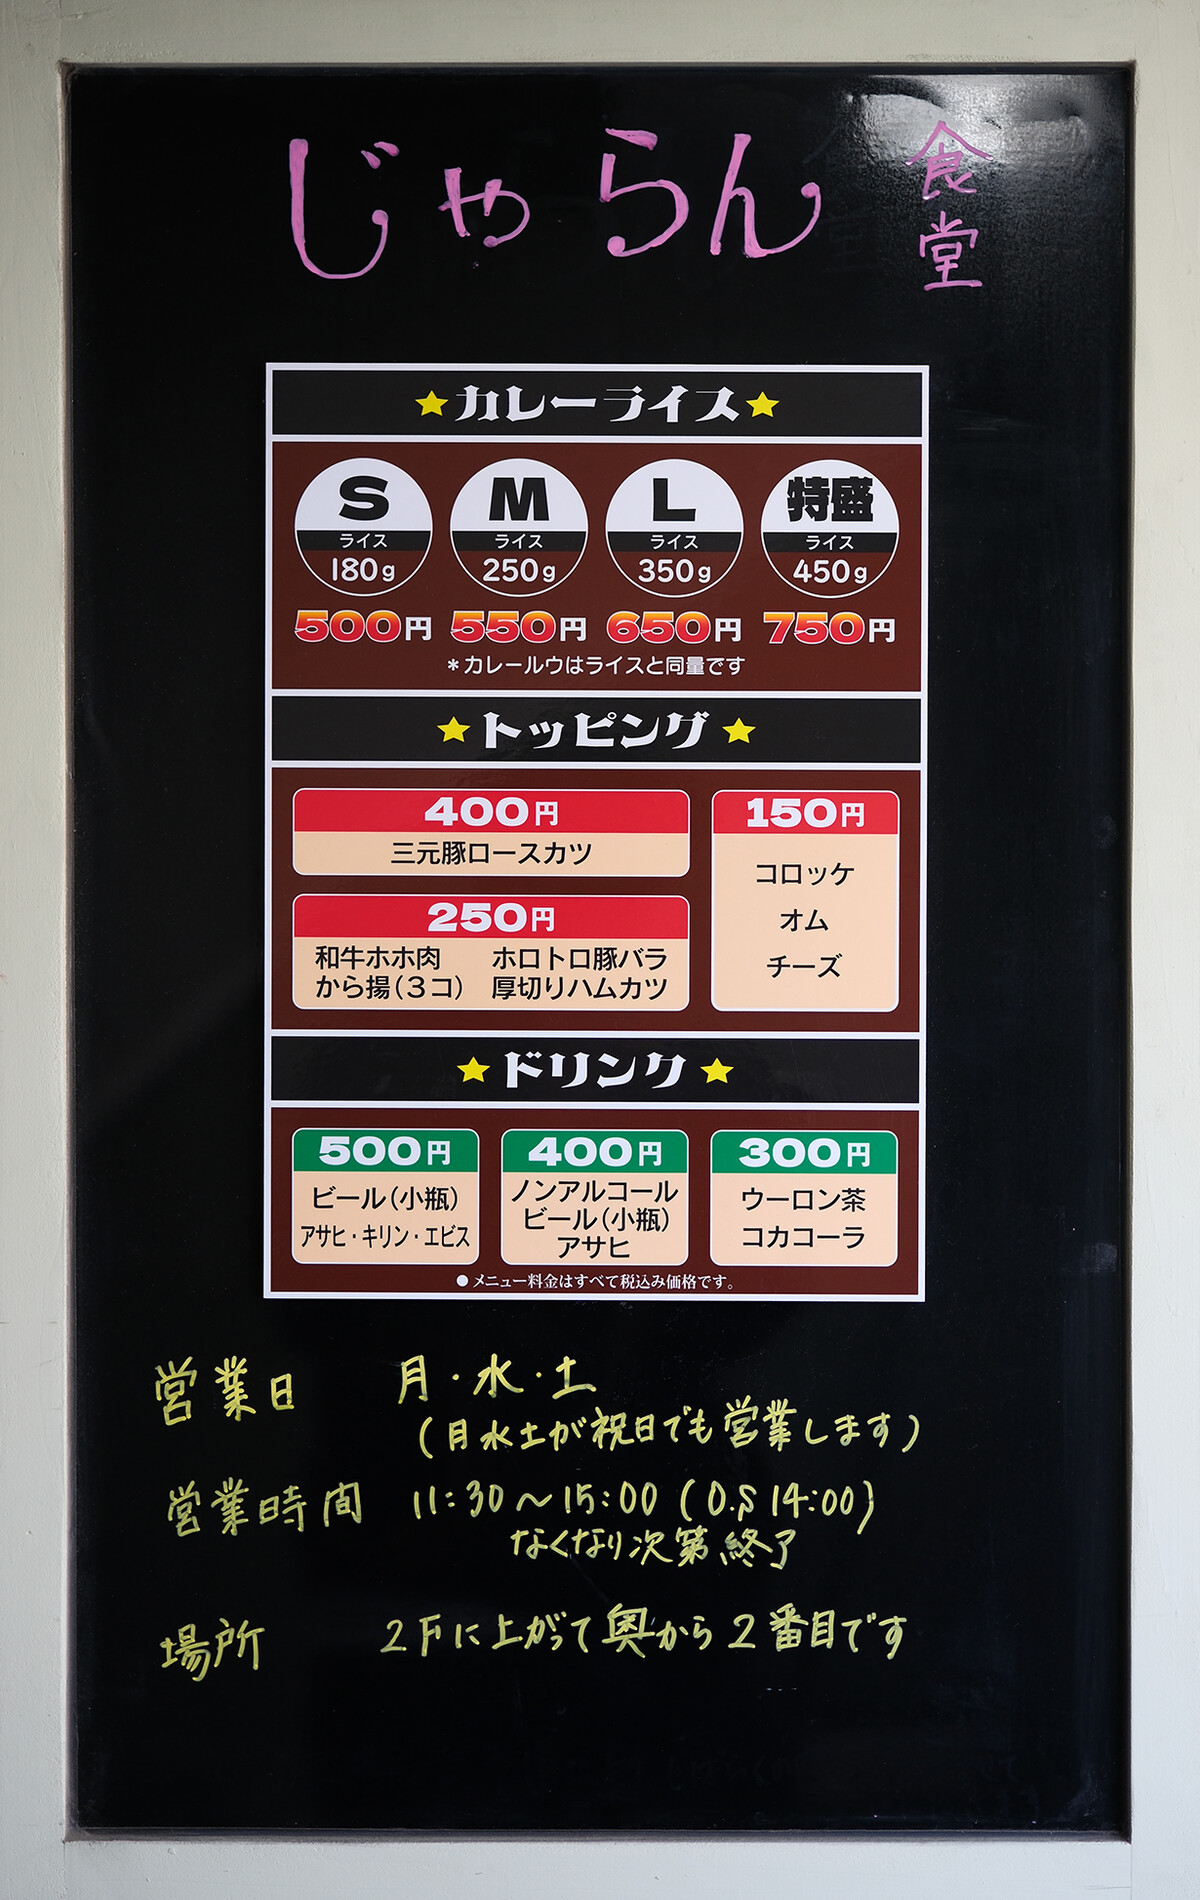 じゃらん 食堂
★カレーライス★
S M L 特盛
ライス ライス ライス ライス
180g 250g 350g 450g
500円 550円 650円 750円
*カレールウはライスと同量です
★トッピング★
400円
三元豚ロースカツ
250円
和牛ホホ肉 ホロトロ豚バラ
から揚(3コ) 厚切りハムカツ
150円
コロッケ
オム
チーズ
★ドリンク★
500円
ビール(小瓶)
アサヒ・キリン・エビス
400円
ノンアルコール
ビール(小瓶)
アサヒ
300円
ウーロン茶
コカコーラ
●メニュー料金はすべて税込み価格です。
営業日 月・水・土
(月水土が祝日でも営業します)
営業時間 11:30〜15:00(O.S 14:00)
なくなり次第終了
場所 2Fに上がって奥から2番目です